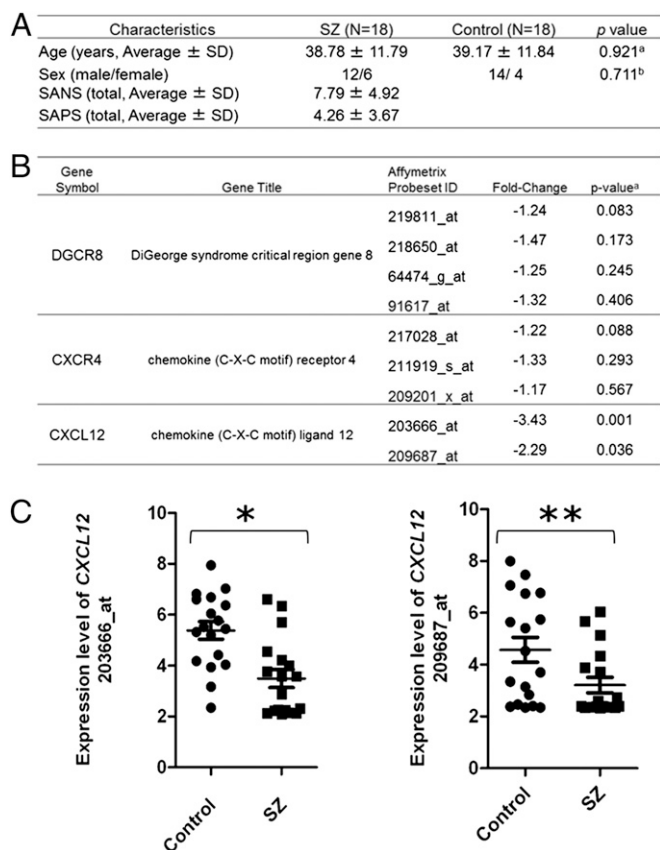 A
Characteristics SZ (N=18) Control (N=18) p value
Age (years, Average ± SD) 38.78 ± 11.79 39.17 ± 11.84 0.921a
Sex (male/female) 12/6 14/ 4 0.711b
SANS (total, Average ± SD) 7.79 ± 4.92
SAPS (total, Average ± SD) 4.26 ± 3.67
B
Gene Symbol Gene Title Affymetrix Probeset ID Fold-Change p-valuea
219811_at -1.24 0.083
218650_at -1.47 0.173
DGCR8 DiGeorge syndrome critical region gene 8
64474_g_at -1.25 0.245
91617_at -1.32 0.406
217028_at -1.22 0.088
CXCR4 chemokine (C-X-C motif) receptor 4 211919_s_at -1.33 0.293
209201_x_at -1.17 0.567
203666_at -3.43 0.001
CXCL12 chemokine (C-X-C motif) ligand 12
209687_at -2.29 0.036
C
Expression level of CXCL12
203666_at
10
8
6
4
2
0
*
Control
SZ
Expression level of CXCL12
209687_at
10
8
6
4
2
0
**
Control
SZ